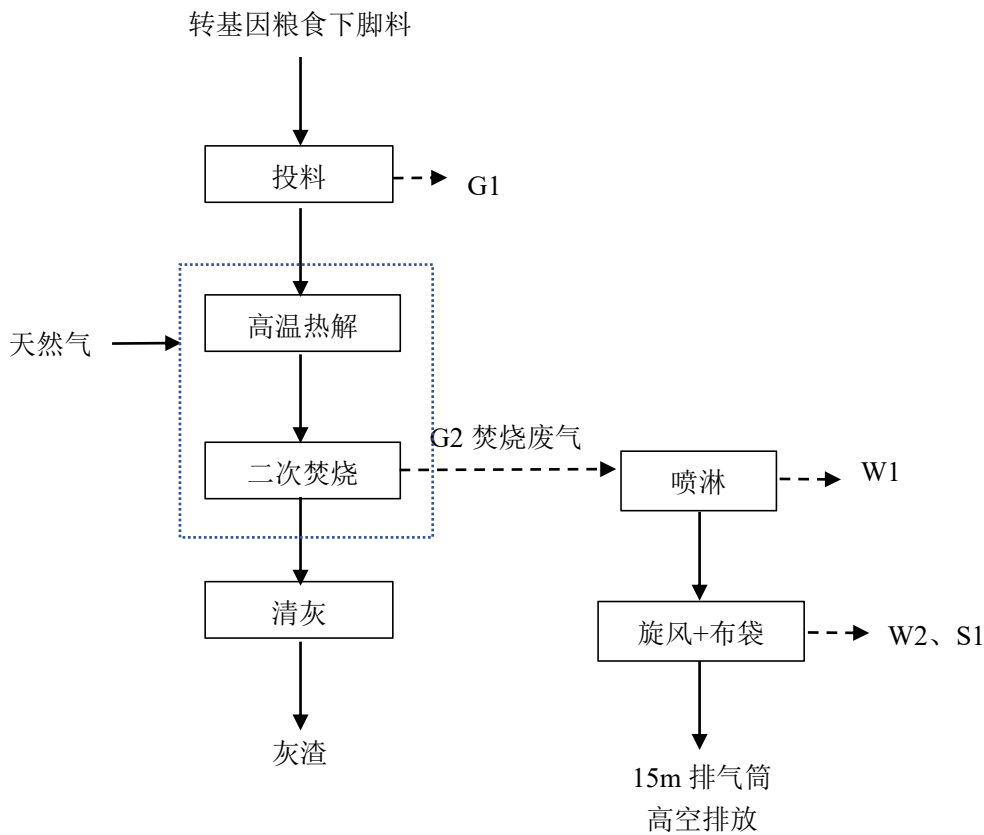 转基因粮食下脚料
投料
G1
高温热解
天然气
G2 焚烧废气
二次焚烧
喷淋
W1
清灰
旋风+布袋
W2、S1
灰渣
15m 排气筒
高空排放